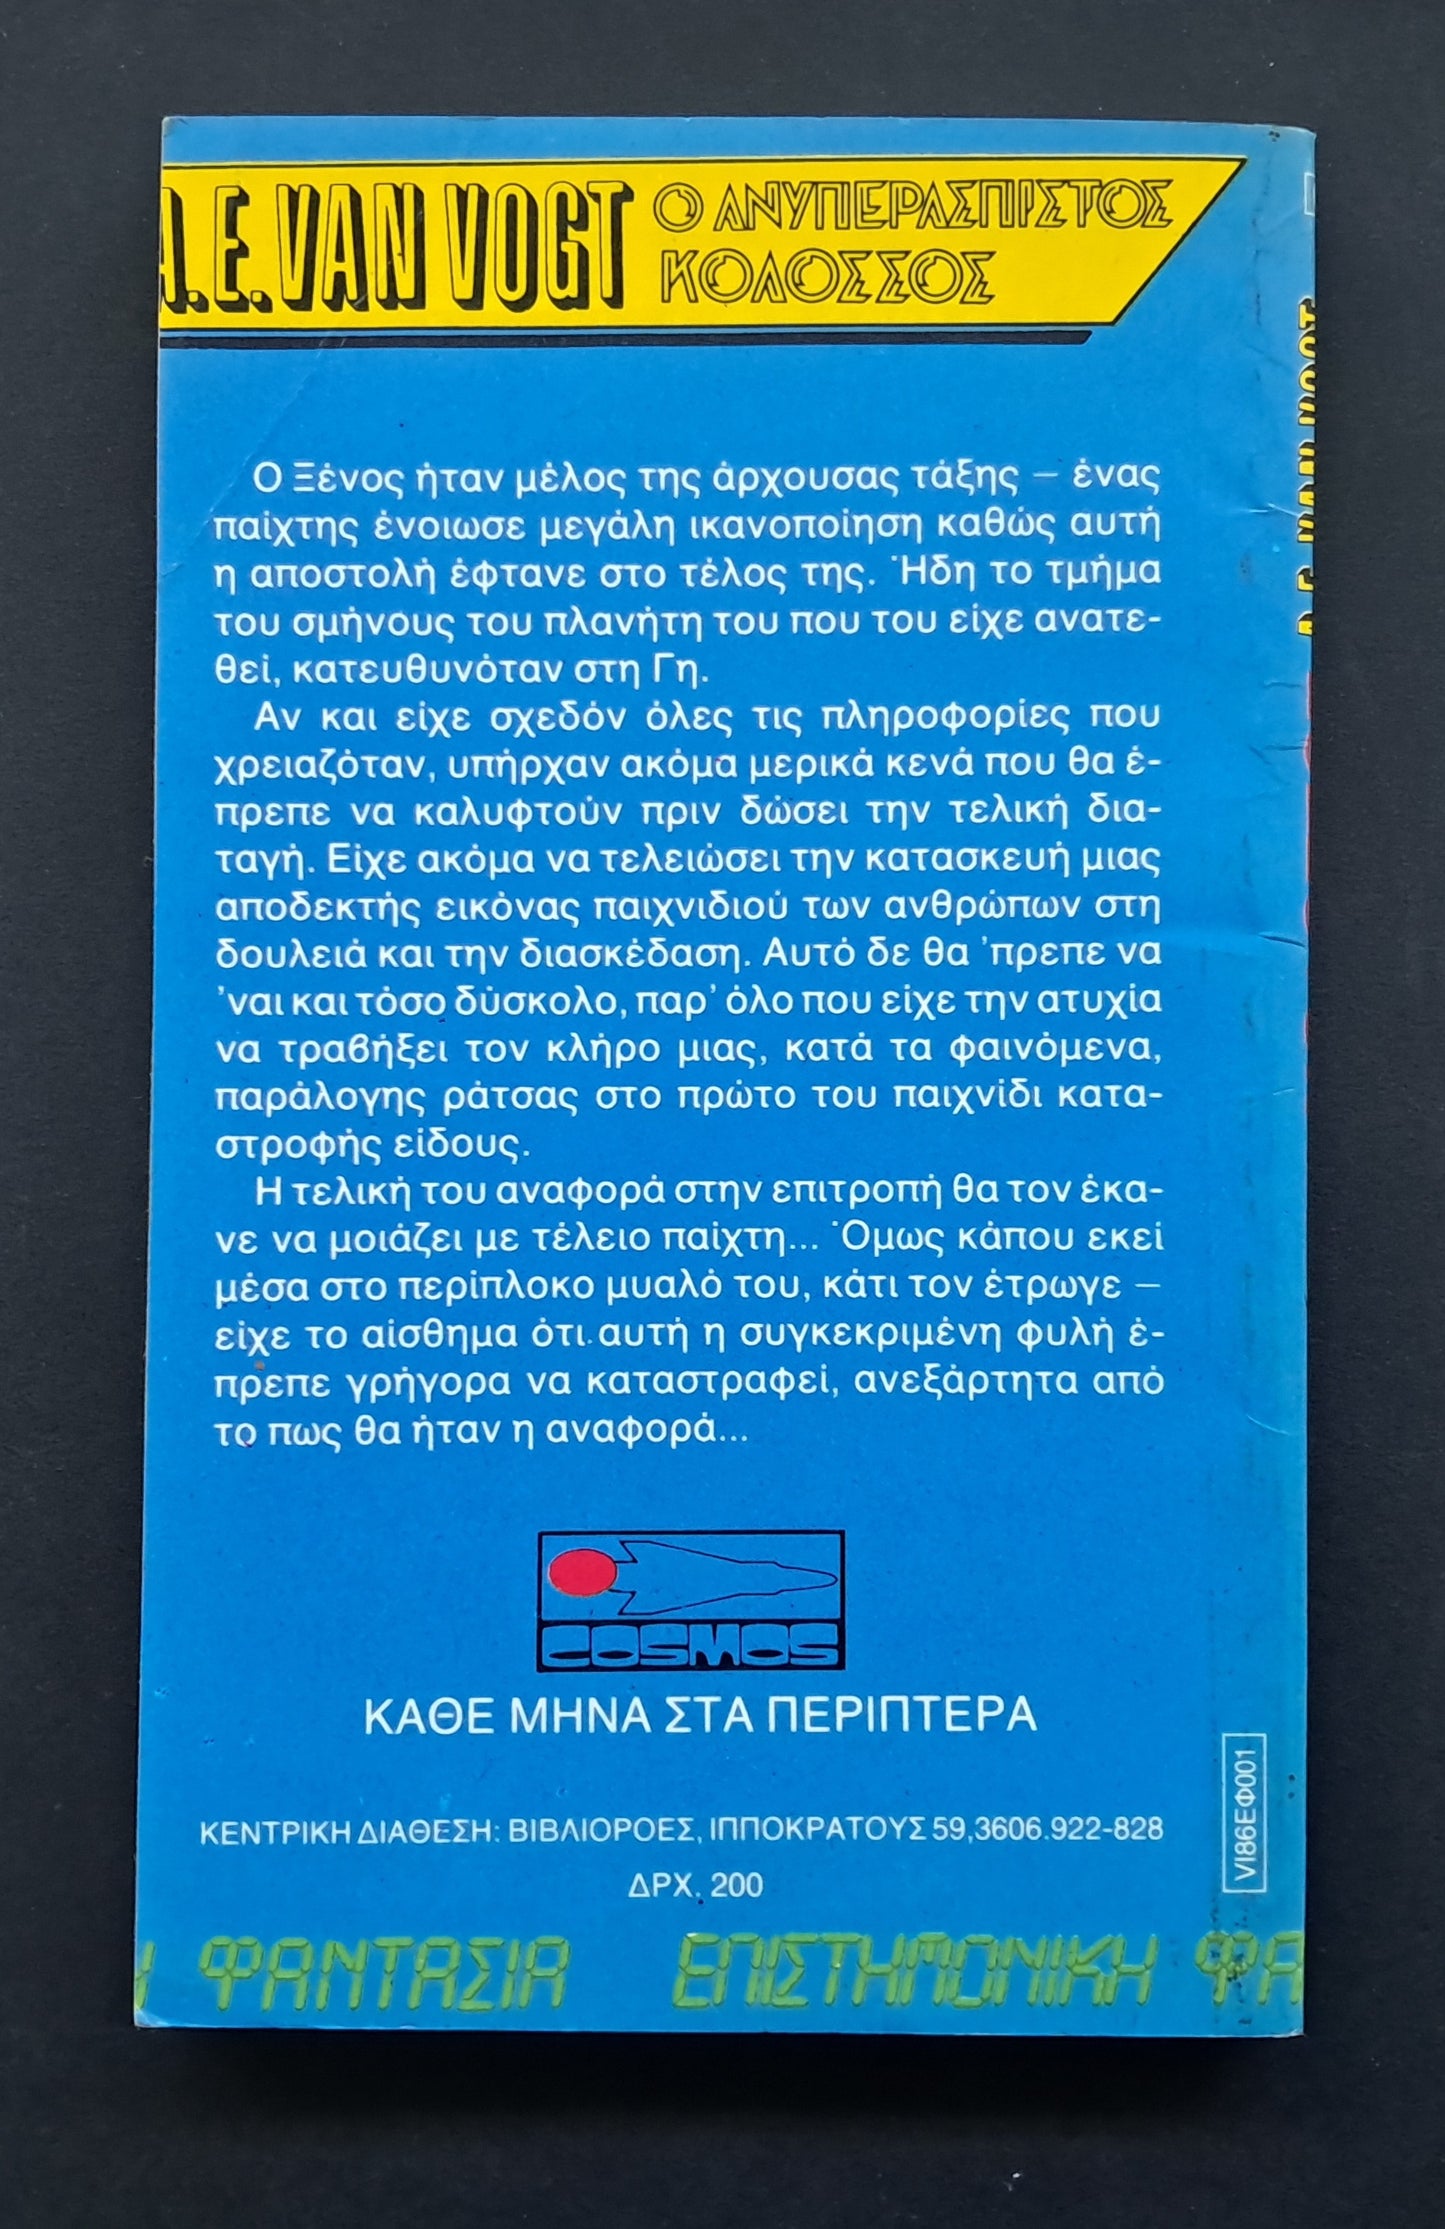 A.E. VAN VOGT Ο ΑΝΥΠΕΡΑΣΠΙΣΤΟΣ
ΚΟΛΟΣΣΟΣ
Ο Ξένος ήταν μέλος της άρχουσας τάξης – ένας
παίχτης ένοιωσε μεγάλη ικανοποίηση καθώς αυτή
η αποστολή έφτανε στο τέλος της. Ήδη το τμήμα
του σμήνους του πλανήτη του που του είχε ανατε-
θεί, κατευθυνόταν στη Γη.
Αν και είχε σχεδόν όλες τις πληροφορίες που
χρειαζόταν, υπήρχαν ακόμα μερικά κενά που θα έ-
πρεπε να καλυφτούν πριν δώσει την τελική δια-
ταγή. Είχε ακόμα να τελειώσει την κατασκευή μιας
αποδεκτής εικόνας παιχνιδιού των ανθρώπων στη
δουλειά και την διασκέδαση. Αυτό δε θα 'πρεπε να
'ναι και τόσο δύσκολο, παρ' όλο που είχε την ατυχία
να τραβήξει τον κλήρο μιας, κατά τα φαινόμενα,
παράλογης ράτσας στο πρώτο του παιχνίδι κατα-
στροφής είδους.
Η τελική του αναφορά στην επιτροπή θα τον έκα-
νε να μοιάζει με τέλειο παίχτη... Όμως κάπου εκεί
μέσα στο περίπλοκο μυαλό του, κάτι τον έτρωγε –
είχε το αίσθημα ότι αυτή η συγκεκριμένη φυλή έ-
πρεπε γρήγορα να καταστραφεί, ανεξάρτητα από
το πως θα ήταν η αναφορά...
COSMOS
ΚΑΘΕ ΜΗΝΑ ΣΤΑ ΠΕΡΙΠΤΕΡΑ
ΚΕΝΤΡΙΚΗ ΔΙΑΘΕΣΗ: ΒΙΒΛΙΟΡΟΕΣ, ΙΠΠΟΚΡΑΤΟΥΣ 59,3606.922-828
ΔΡΧ. 200
VI86ΕΦ001
Η ΦΑΝΤΑΣΙΑ ΕΠΙΣΤΗΜΟΝΙΚΗ ΦΑ
A.E. VAN VOGT